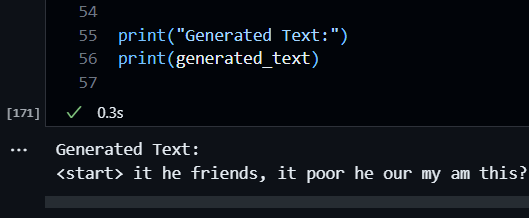 54
55 print("Generated Text:")
56 print(generated_text)
57
[171] ✓ 0.3s
... Generated Text:
<start> it he friends, it poor he our my am this?